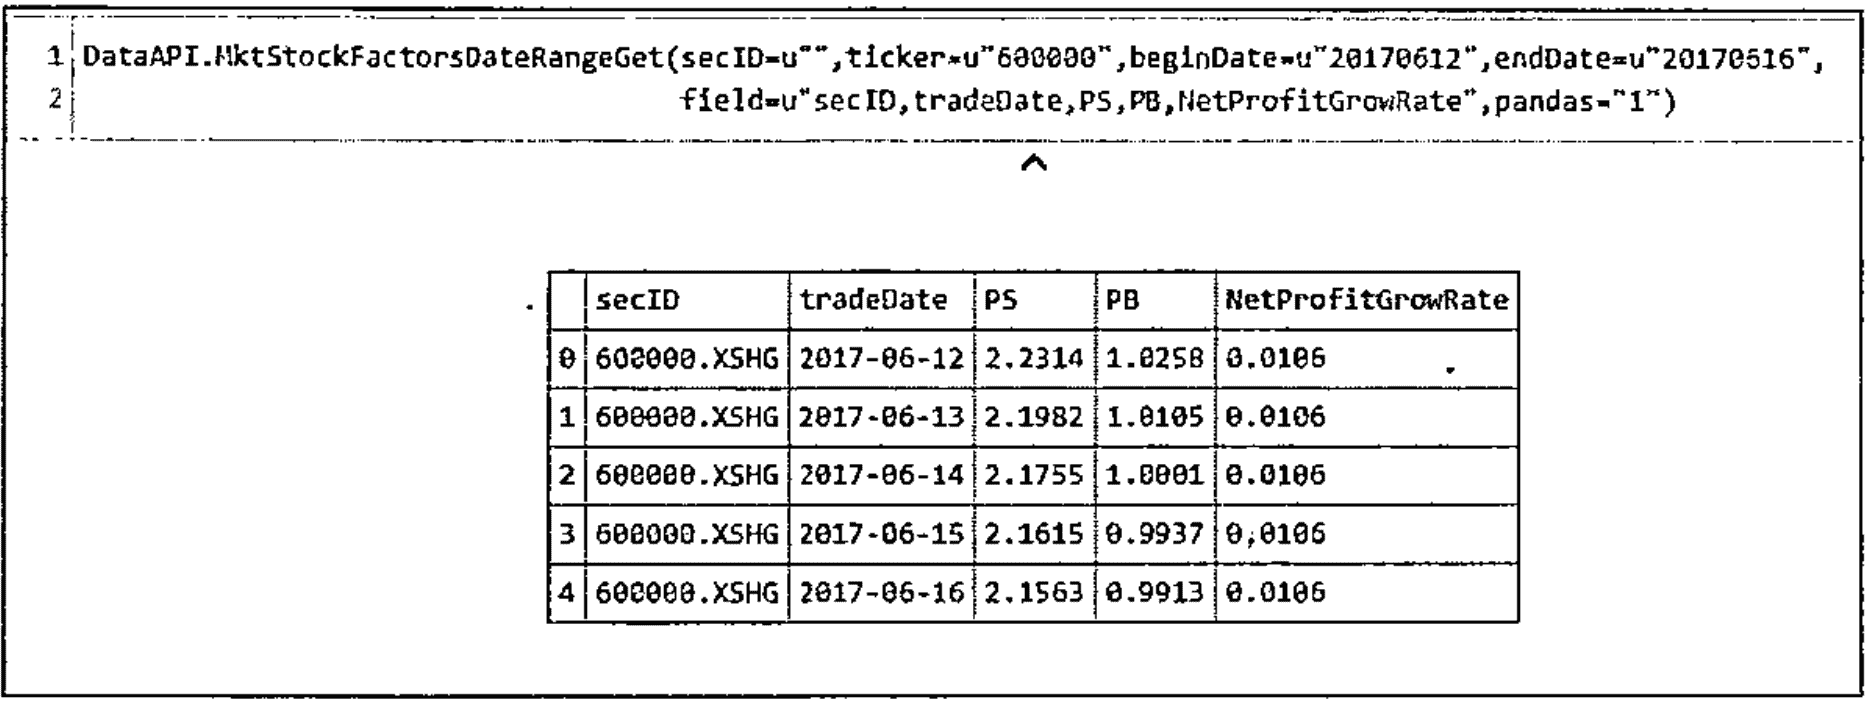 1 DataAPI.MktStockFactorsDateRangeGet(secID=u"",ticker=u"600000",beginDate=u"20170612",endDate=u"20170616",
2 field=u"secID,tradeDate,PS,PB,NetProfitGrowRate",pandas="1")
secID tradeDate PS PB NetProfitGrowRate
0 600000.XSHG 2017-06-12 2.2314 1.0258 0.0106
1 600000.XSHG 2017-06-13 2.1982 1.0105 0.0106
2 600000.XSHG 2017-06-14 2.1755 1.0001 0.0106
3 600000.XSHG 2017-06-15 2.1615 0.9937 0.0106
4 600000.XSHG 2017-06-16 2.1563 0.9913 0.0106